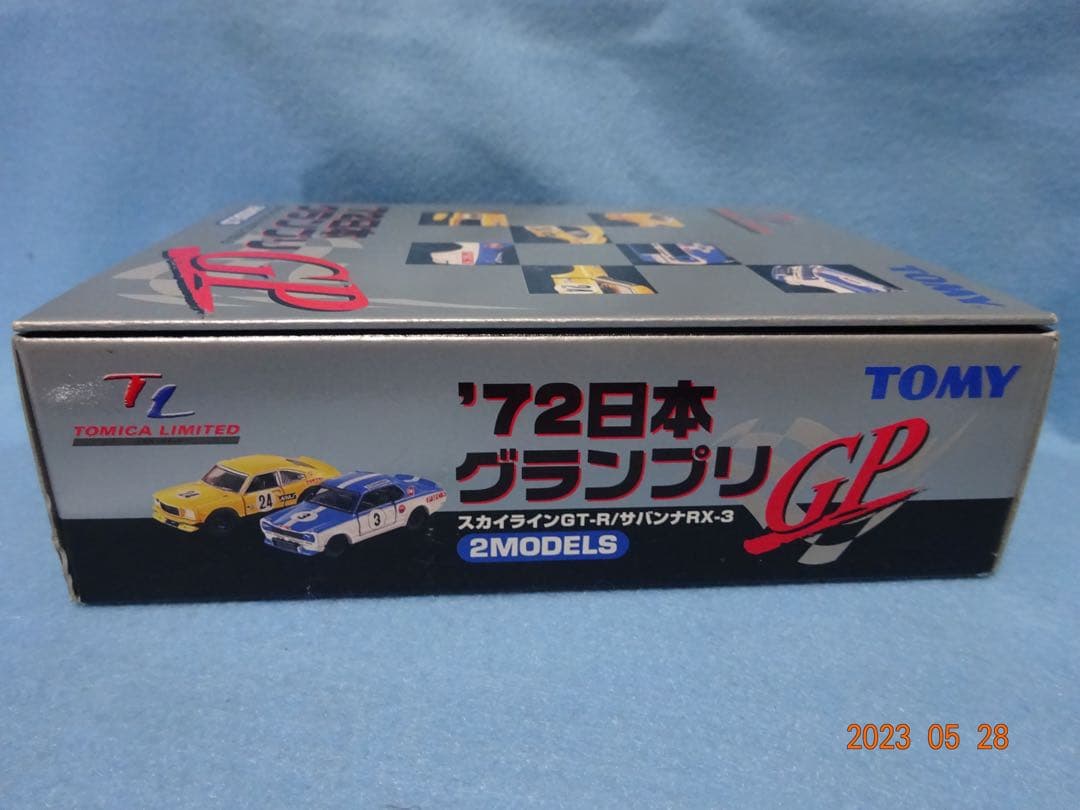 GP
TOMY
TL
TOMICA LIMITED
'72日本
グランプリ
GP
TOMY
スカイラインGT-R/サバンナRX-3
2MODELS
24
3
2023 05 28